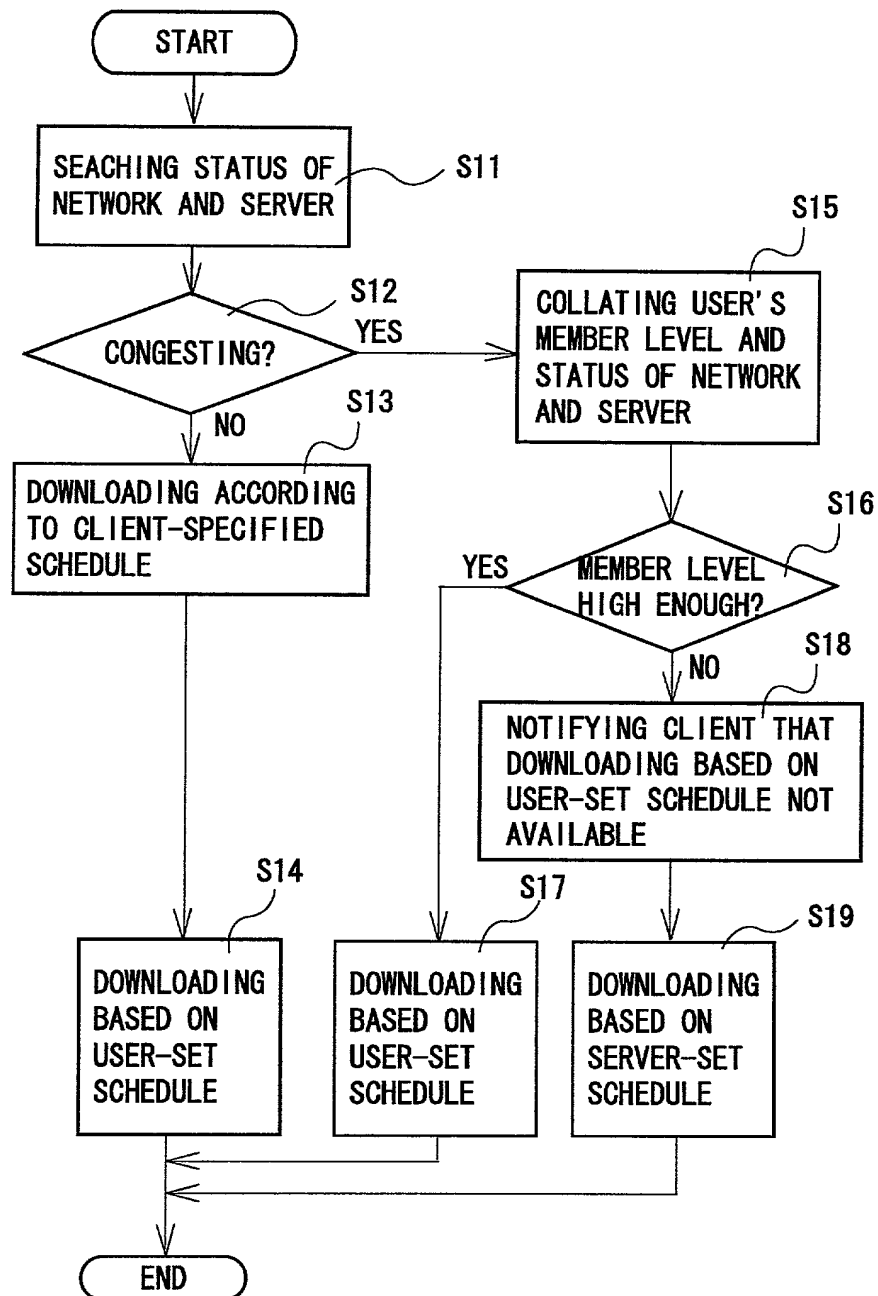 START
SEACHING STATUS OF
NETWORK AND SERVER
S11
S12
CONGESTING?
YES
NO
S13
DOWNLOADING ACCORDING
TO CLIENT-SPECIFIED
SCHEDULE
S14
DOWNLOADING
BASED ON
USER-SET
SCHEDULE
S15
COLLATING USER'S
MEMBER LEVEL AND
STATUS OF NETWORK
AND SERVER
S16
MEMBER LEVEL
HIGH ENOUGH?
YES
NO
S17
DOWNLOADING
BASED ON
USER-SET
SCHEDULE
S18
NOTIFYING CLIENT THAT
DOWNLOADING BASED ON
USER-SET SCHEDULE NOT
AVAILABLE
S19
DOWNLOADING
BASED ON
SERVER-SET
SCHEDULE
END